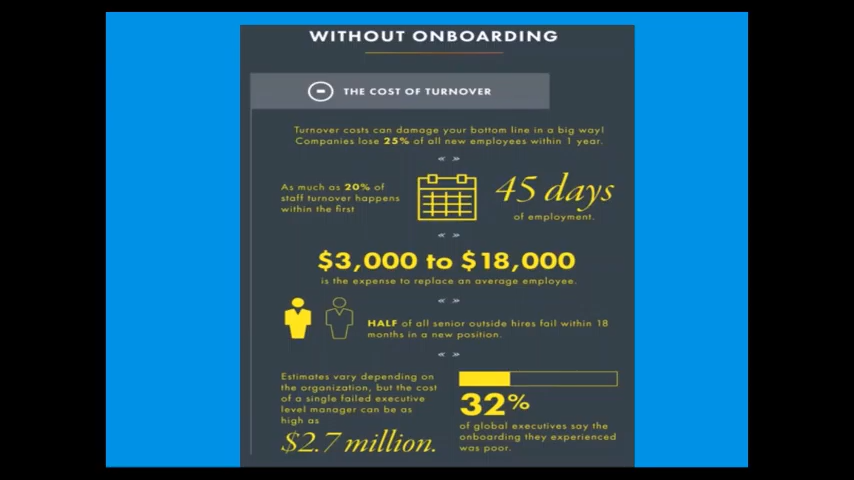 WITHOUT ONBOARDING
THE COST OF TURNOVER
Turnover costs can damage your bottom line in a big way!
Companies lose 25% of all new employees within 1 year.
As much as 20% of
staff turnover happens
within the first
45 days
of employment.
$3,000 to $18,000
is the expense to replace an average employee.
HALF of all senior outside hires fail within 18
months in a new position.
Estimates vary depending on
the organization, but the cost
of a single failed executive
level manager can be as
high as
$2.7 million.
32%
of global executives say the
onboarding they experienced
was poor.